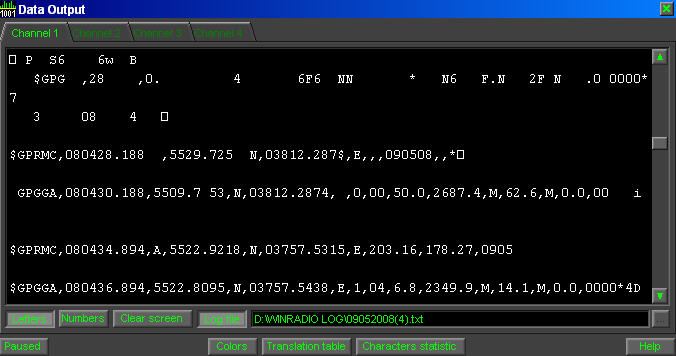 1001 Data Output
Channel 1 Channel 2 Channel 3 Channel 4
P S6 6w B
$GPG ,28 ,0. 4 6F6 NN * N6 F.N 2F N .0 0000*
7
3 08 4
$GPRMC,080428.188 ,5529.725 N,03812.287$,E,,,090508,,*
GPGGA,080430.188,5509.7 53,N,03812.2874, ,0,00,50.0,2687.4,M,62.6,M,0.0,00 i
$GPRMC,080434.894,A,5522.9218,N,03757.5315,E,203.16,178.27,0905
$GPGGA,080436.894,5522.8095,N,03757.5438,E,1,04,6.8,2349.9,M,14.1,M,0.0,0000*4D
Letters Numbers Clear screen Log file D:\WINRADIO LOG\09052008(4).txt ...
Paused Colors Translation table Characters statistic Help